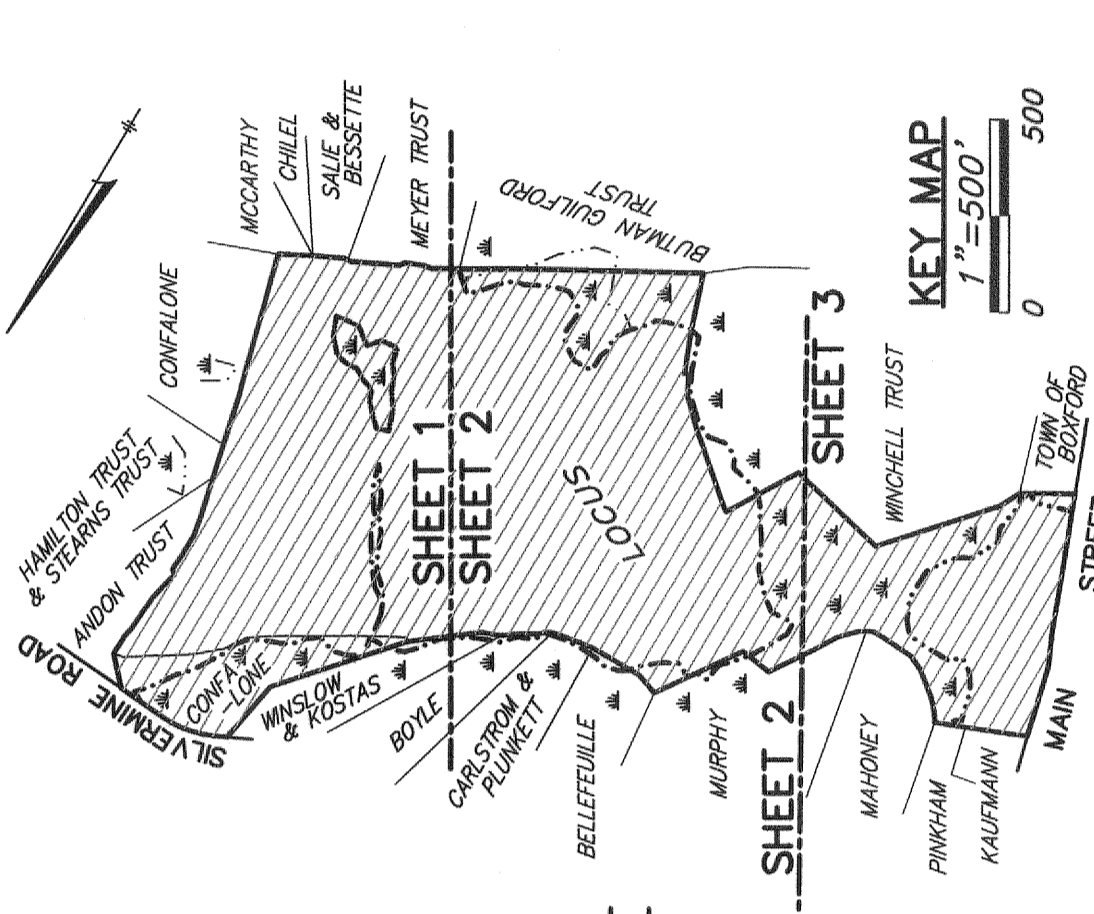 MCCARTHY
CHILEL
SALIE &
BESSETTE
MEYER TRUST
BUTMAN GUILFORD
TRUST
CONFALONE
HAMILTON TRUST
& STEARNS TRUST
ANDON TRUST
SILVERMINE ROAD
CONFA
-LONE
WINSLOW
& KOSTAS
BOYLE
CARLSTROM &
PLUNKETT
BELLEFEUILLE
MURPHY
MAHONEY
PINKHAM
KAUFMANN
SHEET 1
SHEET 2
LOCUS
SHEET 2
SHEET 3
WINCHELL TRUST
TOWN OF
BOXFORD
MAIN
STREET
KEY MAP
1"=500'
0
500